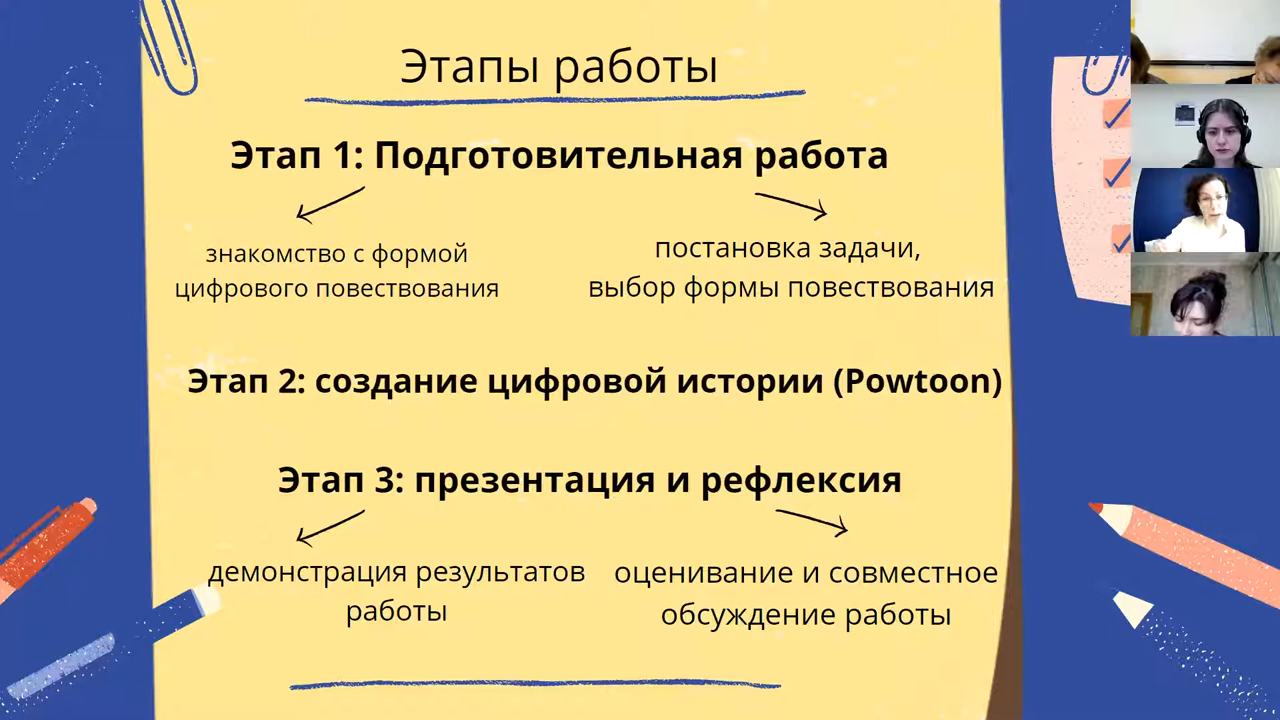 Этапы работы
Этап 1: Подготовительная работа
знакомство с формой
цифрового повествования
постановка задачи,
выбор формы повествования
Этап 2: создание цифровой истории (Powtoon)
Этап 3: презентация и рефлексия
демонстрация результатов
работы
оценивание и совместное
обсуждение работы